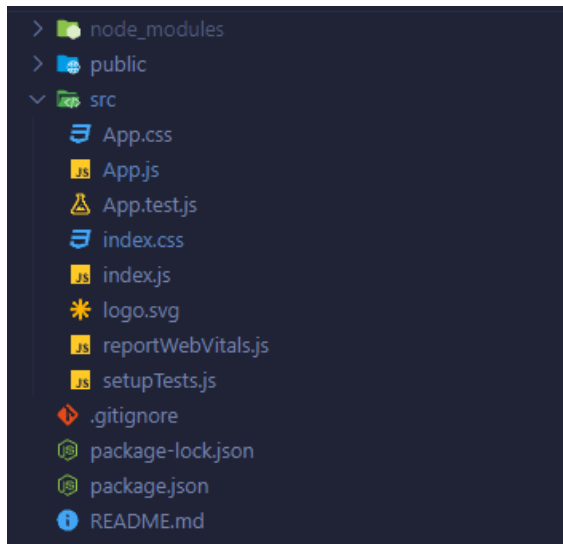 node_modules
public
src
App.css
App.js
App.test.js
index.css
index.js
logo.svg
reportWebVitals.js
setupTests.js
.gitignore
package-lock.json
package.json
README.md